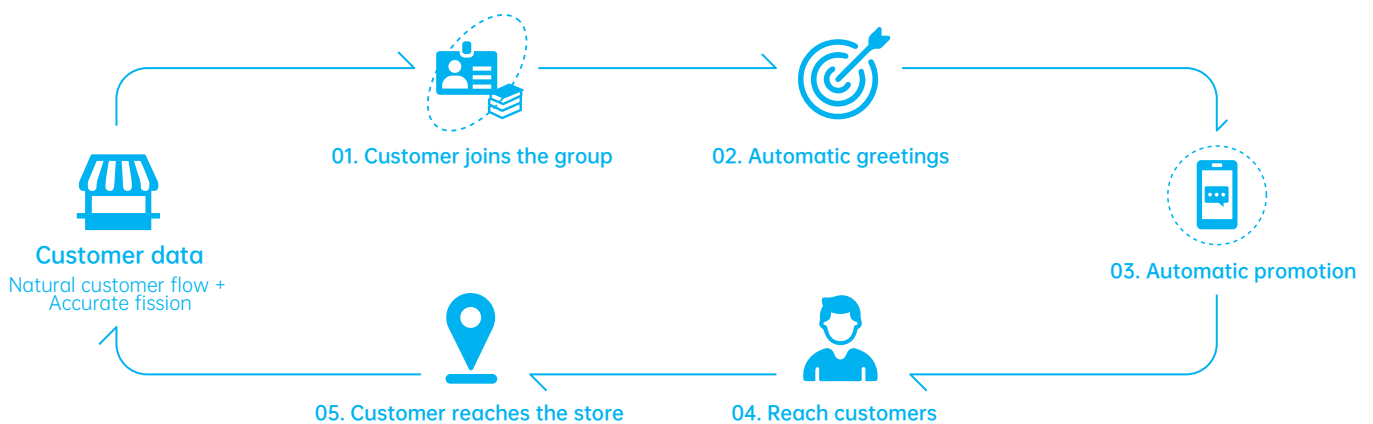 01. Customer joins the group
02. Automatic greetings
Customer data
Natural customer flow +
Accurate fission
03. Automatic promotion
05. Customer reaches the store
04. Reach customers